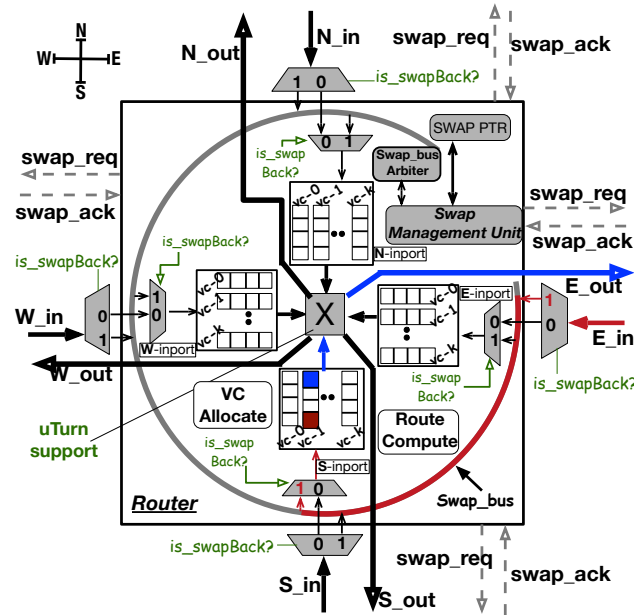 N
W E
S
N_out
N_in
swap_req
swap_ack
is_swapBack?
1 0
SWAP PTR
is_swap
Back?
0 1
Swap_bus
Arbiter
swap_req
swap_ack
vc-0
vc-1
vc-k
Swap
Management Unit
swap_req
swap_ack
N-inport
is_swapBack?
is_swapBack?
E_out
vc-0
vc-1
vc-k
1
0
W-inport
0
1
W_in
W_out
X
vc-0
E-inport
vc-1
vc-k
0
1
1
0
E_in
is_swap
Back?
is_swapBack?
VC
Allocate
Route
Compute
uTurn
support
vc-0
vc-1
vc-k
is_swap
Back?
S-inport
1 0
Swap_bus
Router
is_swapBack?
0 1
S_in
S_out
swap_req
swap_ack